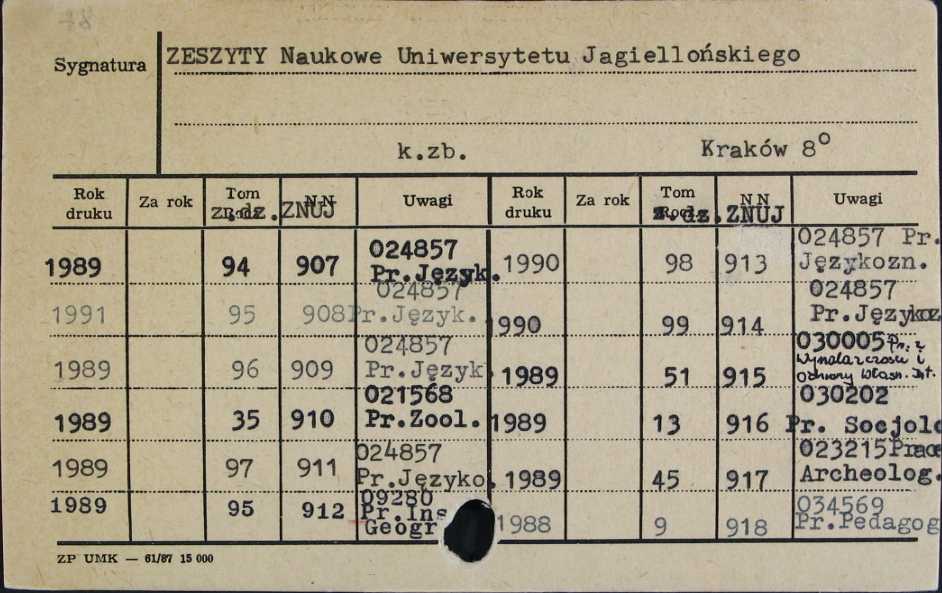 Sygnatura
ZESZYTY Naukowe Uniwersytetu Jagiellońskiego
k.zb. Kraków 8°
Rok druku Za rok Tom z.dz. NN ZNUJ Uwagi Rok druku Za rok Tom z.dz. NN ZNUJ Uwagi
1989 94 907 024857 Pr.Język. 1990 98 913 024857 Pr. Językozn.
1991 95 908 024857 Pr.Język. 1990 99 914 024857 Pr.Językoz
1989 96 909 024857 Pr.Język 1989 51 915 030005 Pr. z Wynalazczości i Ochrony Własn. Int.
1989 35 910 021568 Pr.Zool. 1989 13 916 030202 Pr. Socjolo
1989 97 911 024857 Pr.Języko. 1989 45 917 023215 Prace Archeolog.
1989 95 912 09280 Pr.Ins Geogr 1988 9 918 034569 Pr.Pedagog
ZP UMK — 61/87 15 000